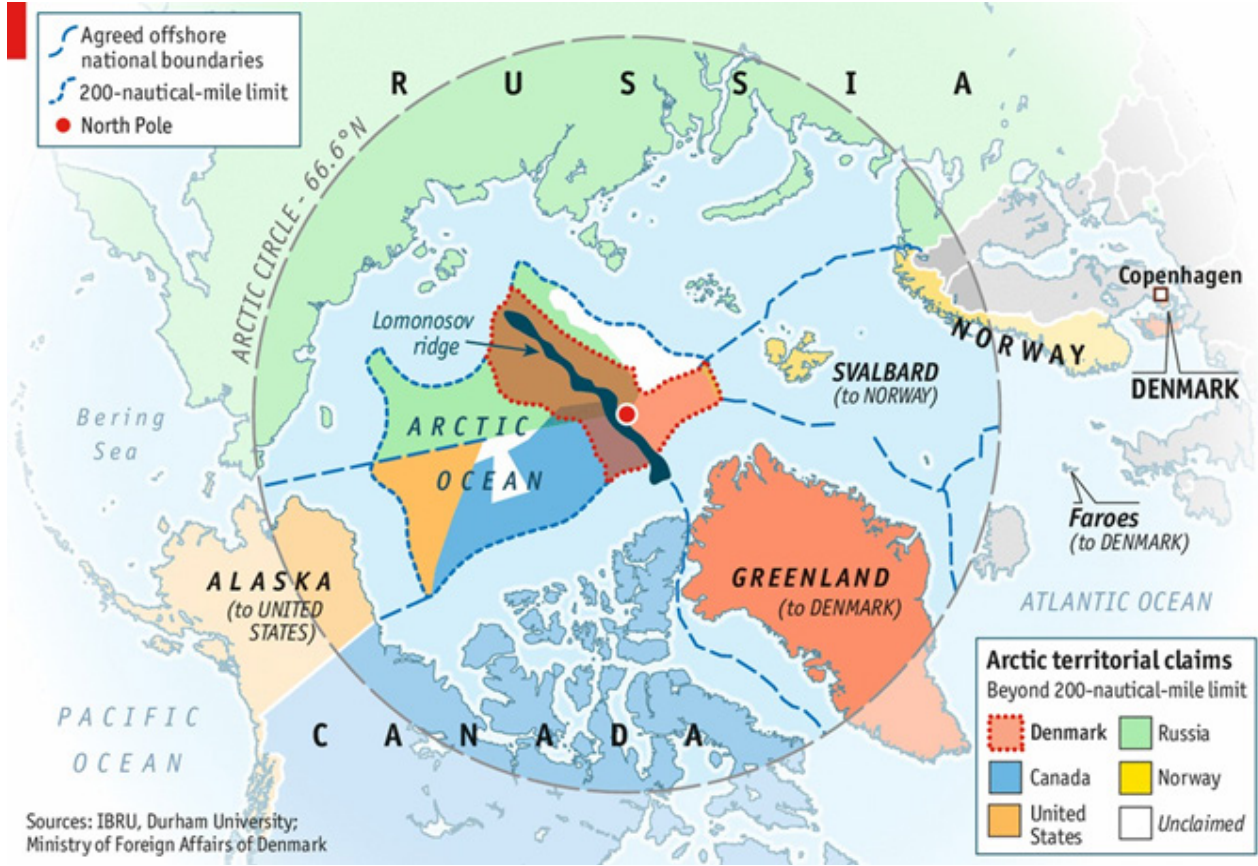 Agreed offshore
national boundaries
200-nautical-mile limit
North Pole
R U S S I A
ARCTIC CIRCLE - 66.6°N
Copenhagen
Lomonosov
ridge
NORWAY
SVALBARD
(to NORWAY)
DENMARK
Bering
Sea
ARCTIC
OCEAN
Faroes
(to DENMARK)
ALASKA
(to UNITED
STATES)
GREENLAND
(to DENMARK)
ATLANTIC OCEAN
PACIFIC
OCEAN
C A N A D A
Arctic territorial claims
Beyond 200-nautical-mile limit
Denmark
Russia
Canada
Norway
United
States
Unclaimed
Sources: IBRU, Durham University;
Ministry of Foreign Affairs of Denmark